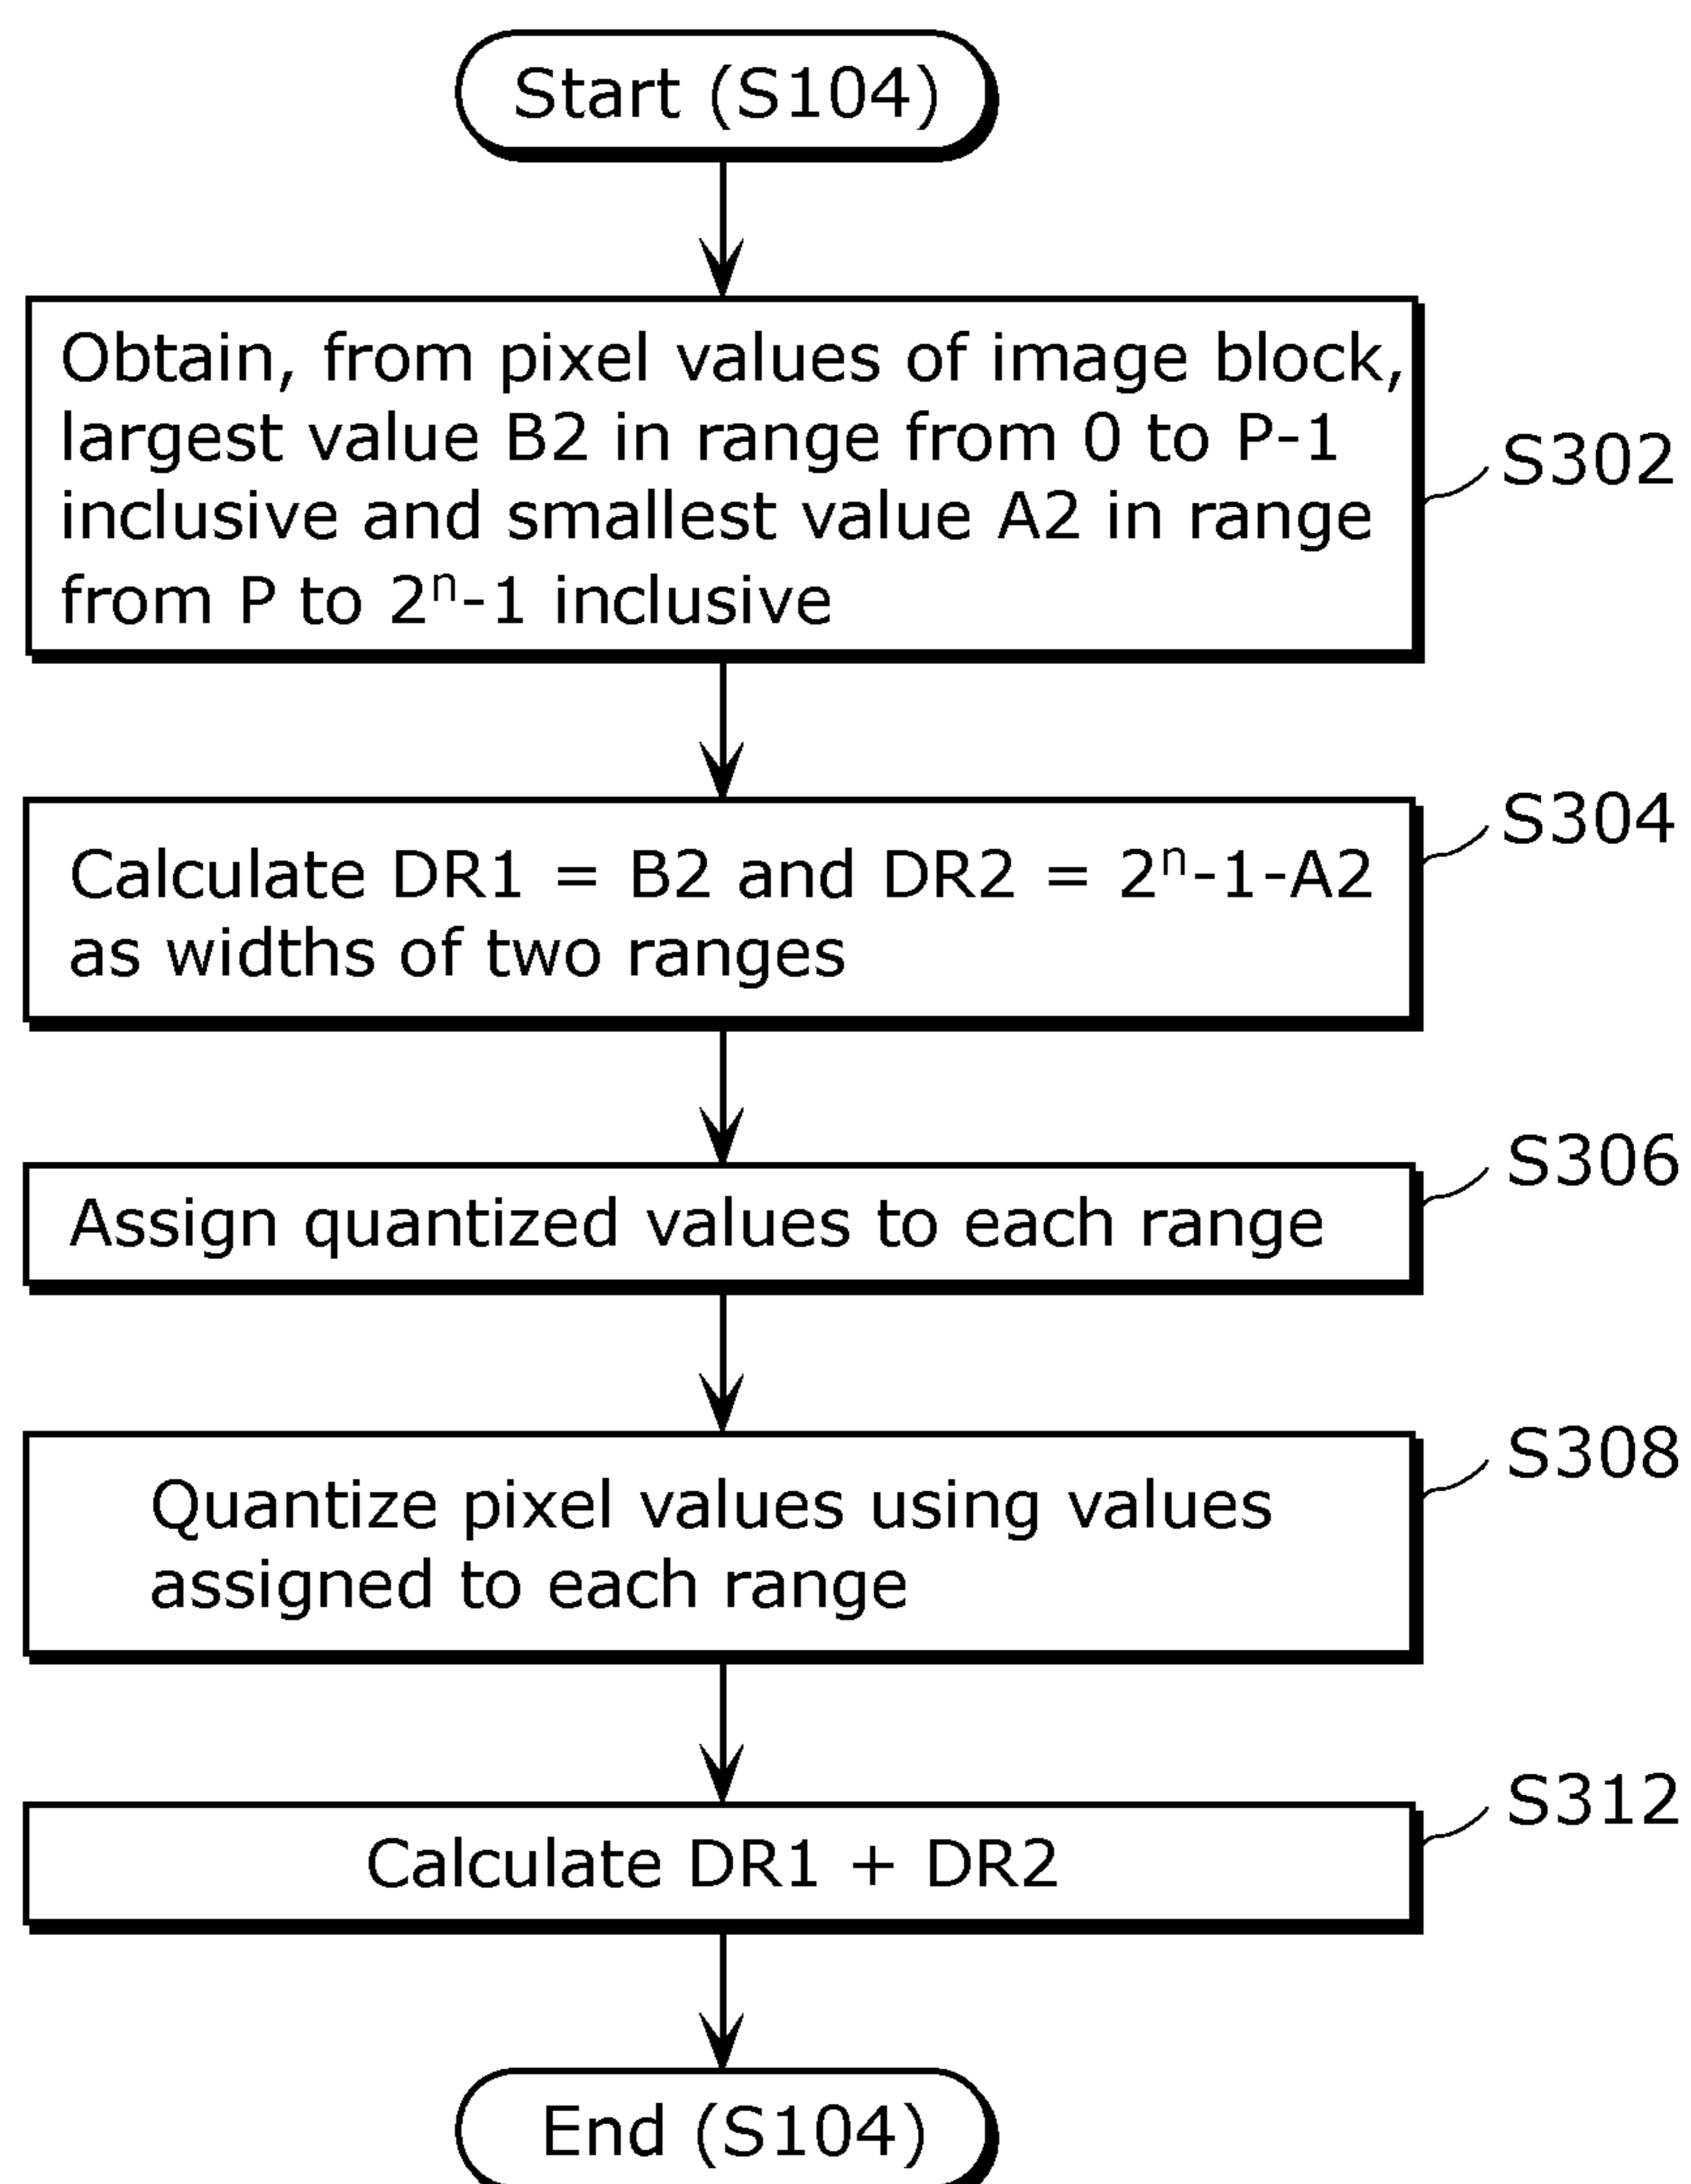 Start (S104)
Obtain, from pixel values of image block,
largest value B2 in range from 0 to P-1
inclusive and smallest value A2 in range
from P to 2ⁿ-1 inclusive
S302
Calculate DR1 = B2 and DR2 = 2ⁿ-1-A2
as widths of two ranges
S304
Assign quantized values to each range
S306
Quantize pixel values using values
assigned to each range
S308
Calculate DR1 + DR2
S312
End (S104)